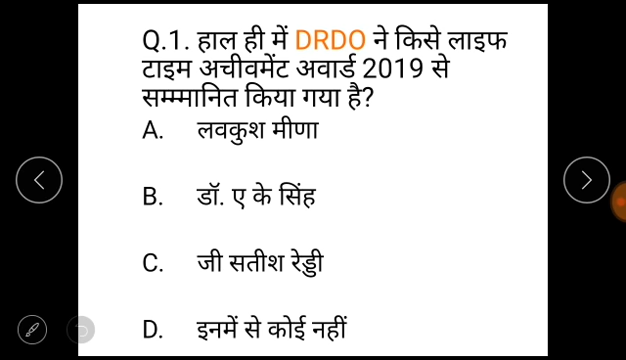 Q.1. हाल ही में DRDO ने किसे लाइफ
टाइम अचीवमेंट अवार्ड 2019 से
सम्म्मानित किया गया है?
A. लवकुश मीणा
B. डॉ. ए के सिंह
C. जी सतीश रेड्डी
D. इनमें से कोई नहीं